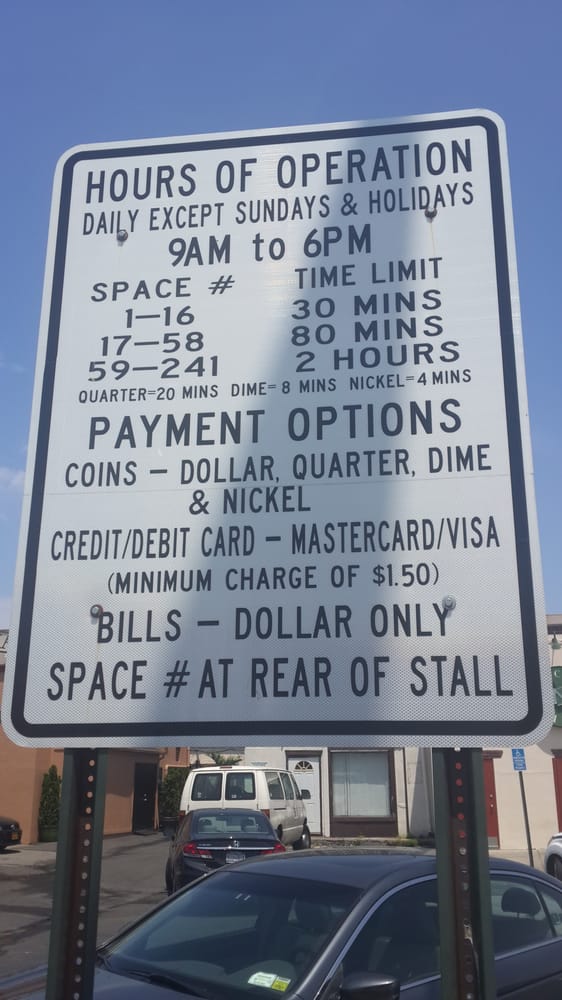 HOURS OF OPERATION
DAILY EXCEPT SUNDAYS & HOLIDAYS
9AM to 6PM
SPACE # TIME LIMIT
1–16 30 MINS
17–58 80 MINS
59–241 2 HOURS
QUARTER=20 MINS DIME=8 MINS NICKEL=4 MINS
PAYMENT OPTIONS
COINS – DOLLAR, QUARTER, DIME
& NICKEL
CREDIT/DEBIT CARD – MASTERCARD/VISA
(MINIMUM CHARGE OF $1.50)
BILLS – DOLLAR ONLY
SPACE # AT REAR OF STALL